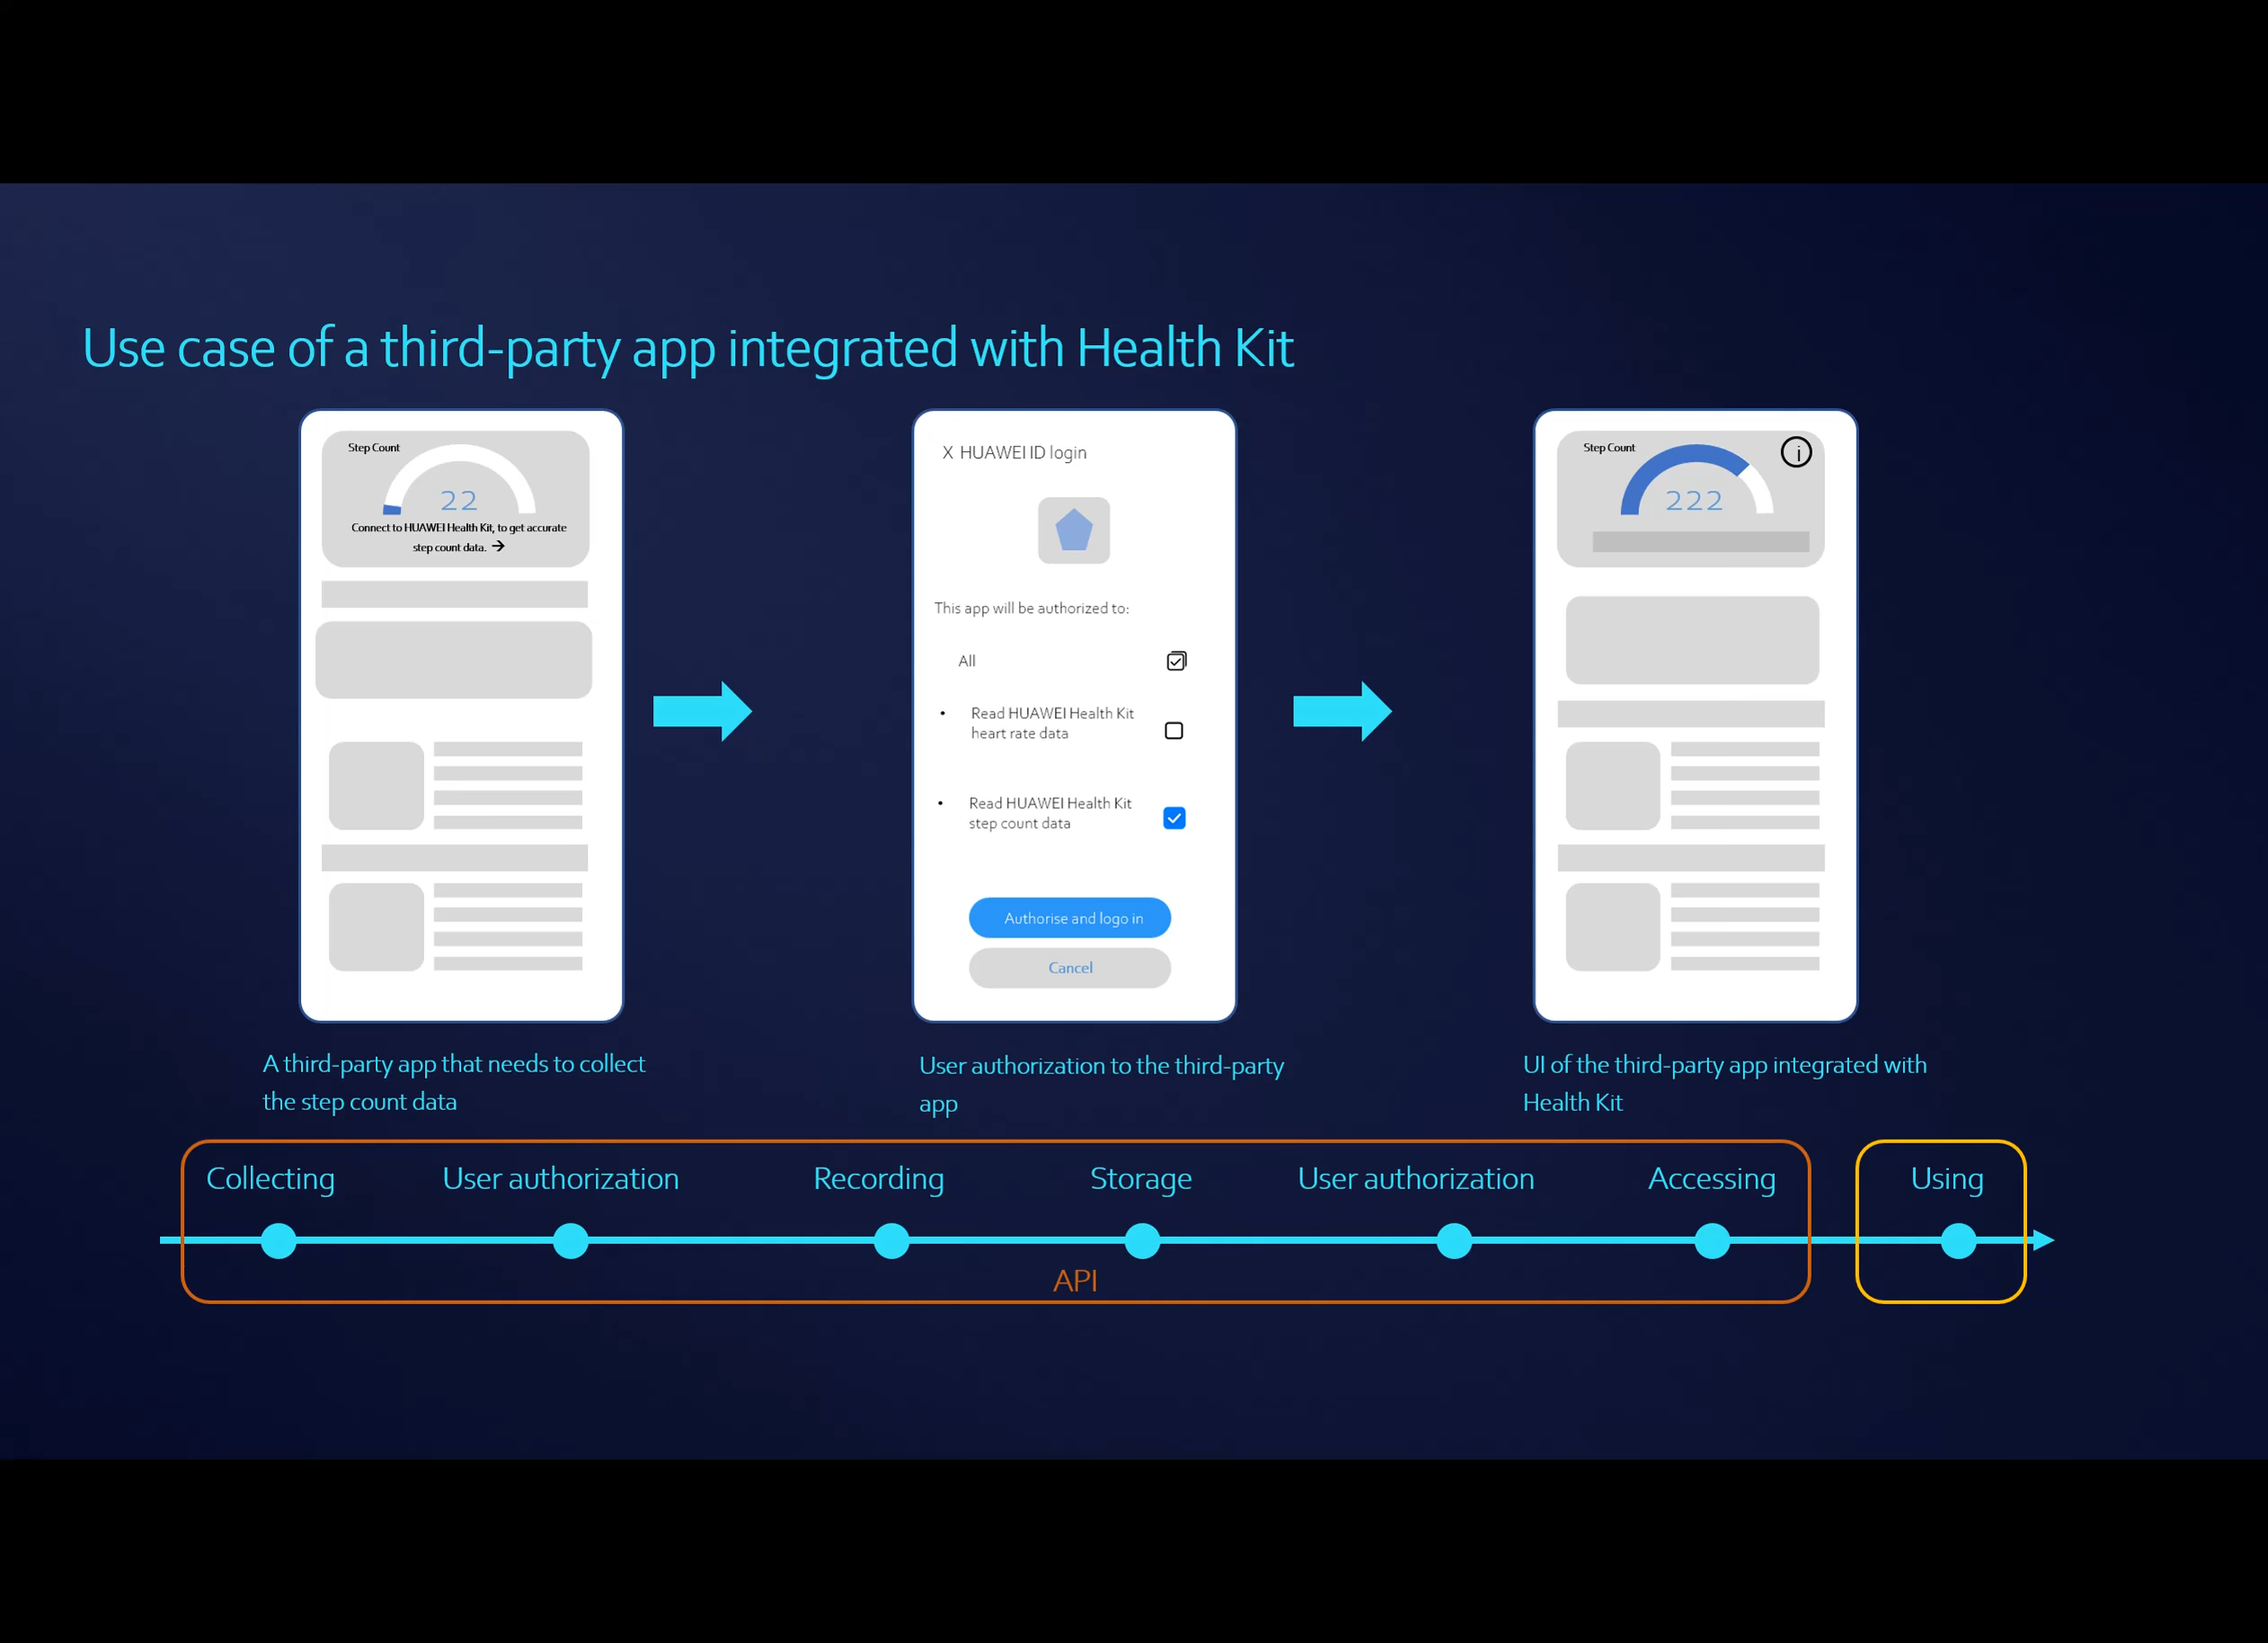 Use case of a third-party app integrated with Health Kit
Step Count
22
Connect to HUAWEI Health Kit, to get accurate
step count data. →
X HUAWEI ID login
This app will be authorized to:
All
• Read HUAWEI Health Kit
heart rate data
• Read HUAWEI Health Kit
step count data
Authorise and logo in
Cancel
Step Count
i
222
A third-party app that needs to collect
the step count data
User authorization to the third-party
app
UI of the third-party app integrated with
Health Kit
Collecting User authorization Recording Storage User authorization Accessing Using
API